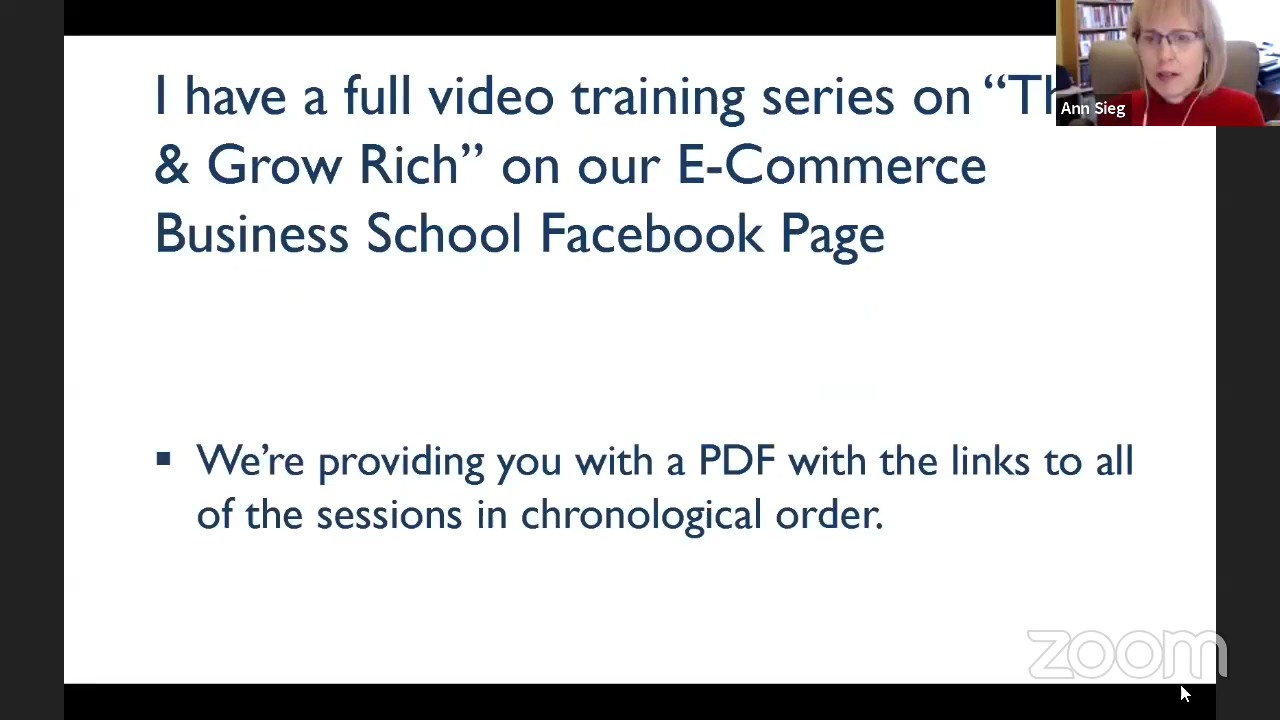 I have a full video training series on “Th
& Grow Rich” on our E-Commerce
Business School Facebook Page
Ann Sieg
▪ We’re providing you with a PDF with the links to all
of the sessions in chronological order.
zoom